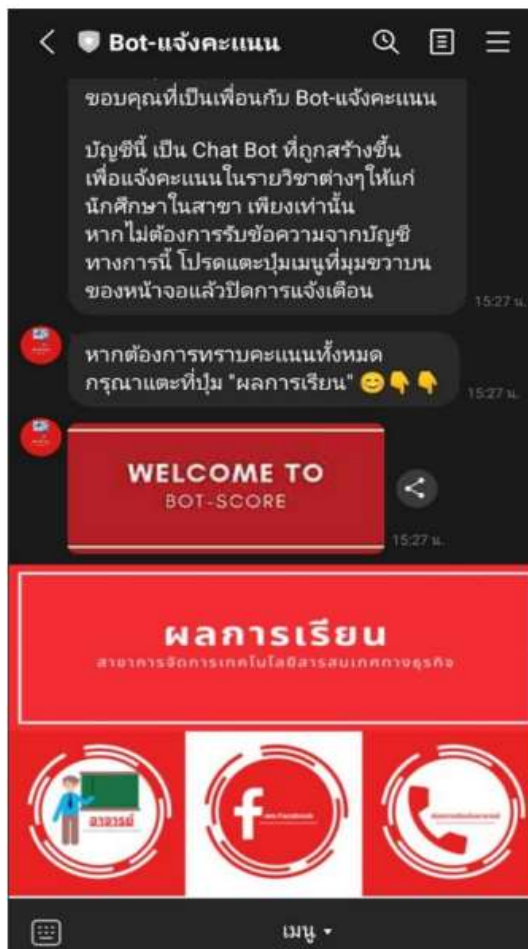 Bot-แจ้งคะแนน
ขอบคุณที่เป็นเพื่อนกับ Bot-แจ้งคะแนน
บัญชีนี้ เป็น Chat Bot ที่ถูกสร้างขึ้น
เพื่อแจ้งคะแนนในรายวิชาต่างๆให้แก่
นักศึกษาในสาขา เพียงเท่านั้น
หากไม่ต้องการรับข้อความจากบัญชี
ทางการนี้ โปรดแตะปุ่มเมนูที่มุมขวาบน
ของหน้าจอแล้วปิดการแจ้งเตือน
15:27 น.
หากต้องการทราบคะแนนทั้งหมด
กรุณาแตะที่ปุ่ม "ผลการเรียน" 😊👇👇
15:27 น.
WELCOME TO
BOT-SCORE
15:27 น.
ผลการเรียน
สาขาการจัดการเทคโนโลยีสารสนเทศทางธุรกิจ
อาจารย์
เมนู